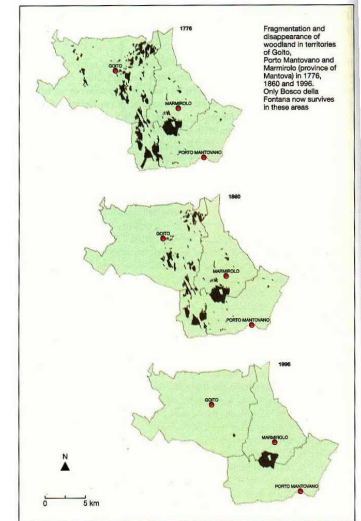 1776
Fragmentation and
disappearance of
woodland in territories
of Goito,
Porto Mantovano and
Marmirolo (province of
Mantova) in 1776,
1860 and 1996.
Only Bosco della
Fontana now survives
in these areas
GOITO
MARMIROLO
PORTO MANTOVANO
1860
GOITO
MARMIROLO
PORTO MANTOVANO
1996
GOITO
MARMIROLO
PORTO MANTOVANO
N
0 5 km